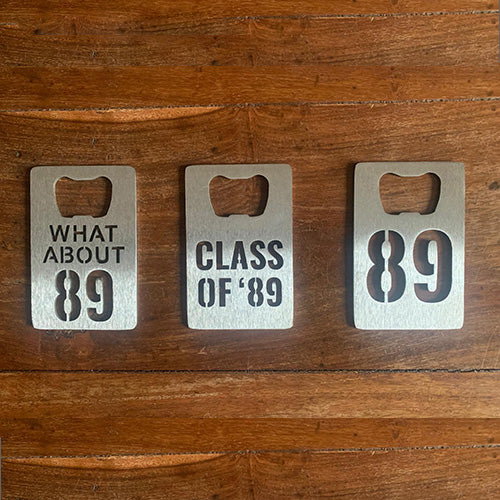 WHAT
ABOUT
89
CLASS
OF ‘89
89